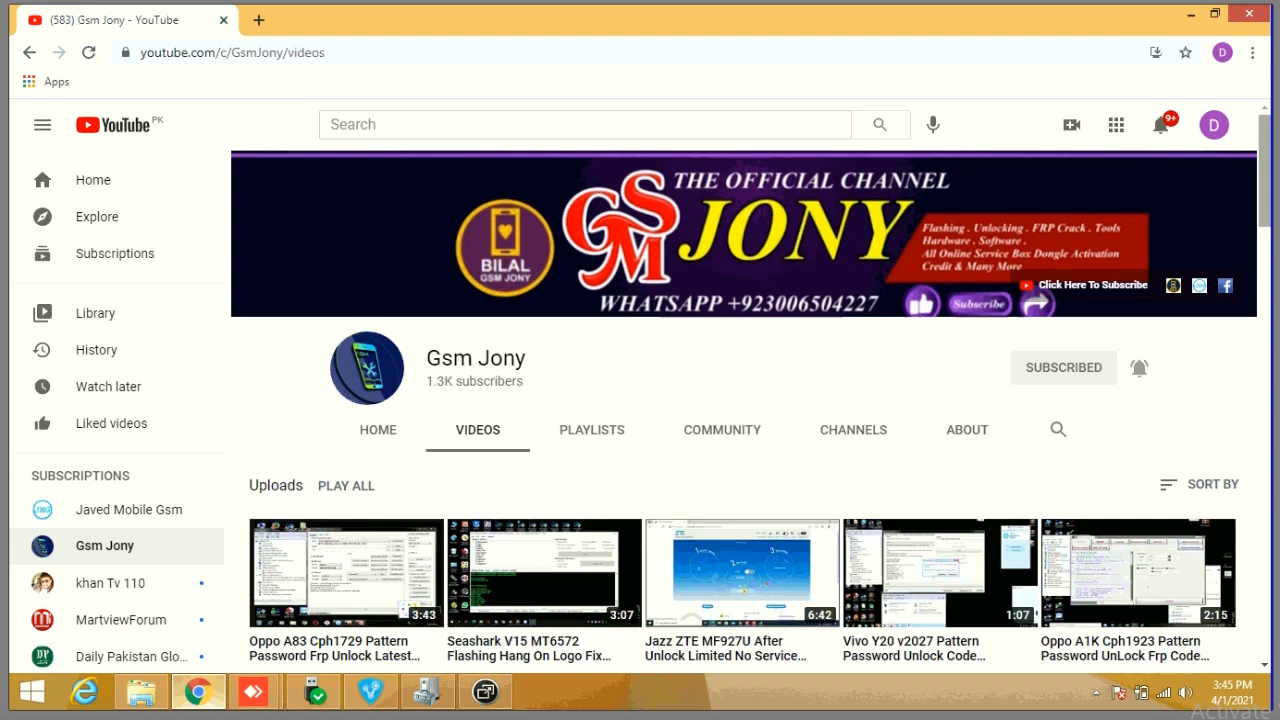 (583) Gsm Jony - YouTube
youtube.com/c/GsmJony/videos
D
Apps
YouTube PK
Search
9+
D
Home
Explore
Subscriptions
Library
History
Watch later
Liked videos
SUBSCRIPTIONS
Javed Mobile Gsm
Gsm Jony
khan Tv 110
MartviewForum
Daily Pakistan Glo...
BILAL
GSM JONY
GSM
THE OFFICIAL CHANNEL
JONY
Flashing . Unlocking . FRP Crack . Tools
Hardware . Software .
All Online Service Box Dongle Activation
Credit & Many More
Click Here To Subscribe
WHATSAPP +923006504227
Subscribe
Gsm Jony
1.3K subscribers
SUBSCRIBED
HOME
VIDEOS
PLAYLISTS
COMMUNITY
CHANNELS
ABOUT
Uploads
PLAY ALL
SORT BY
3:43
3:07
6:42
1:07
2:15
Oppo A83 Cph1729 Pattern
Password Frp Unlock Latest...
Seashark V15 MT6572
Flashing Hang On Logo Fix...
Jazz ZTE MF927U After
Unlock Limited No Service...
Vivo Y20 v2027 Pattern
Password Unlock Code...
Oppo A1K Cph1923 Pattern
Password UnLock Frp Code...
3:45 PM
4/1/2021
Activate